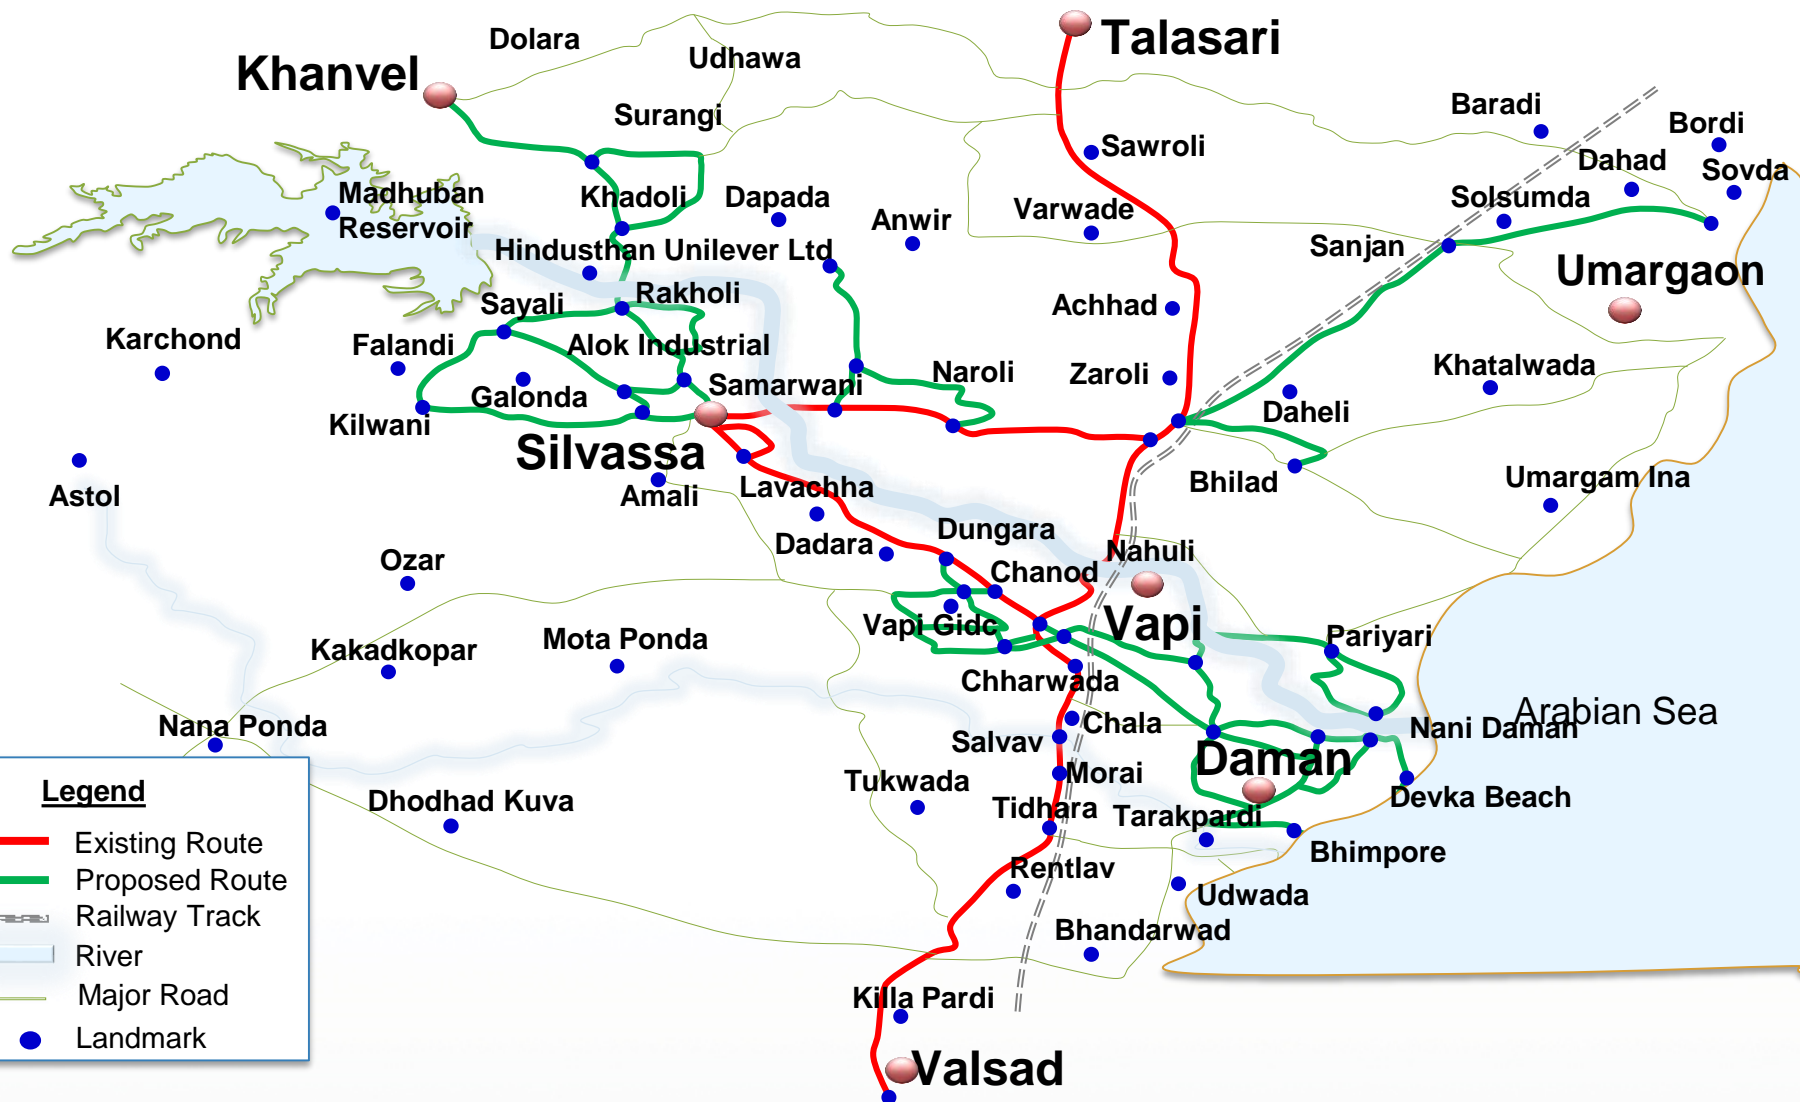 Dolara
Talasari
Udhawa
Khanvel
Baradi
Surangi
Bordi
Sawroli
Dahad
Sovda
Madhuban
Reservoir
Khadoli
Dapada
Solsumda
Varwade
Anwir
Sanjan
Hindusthan Unilever Ltd
Umargaon
Rakholi
Sayali
Achhad
Karchond
Falandi
Alok Industrial
Khatalwada
Naroli
Zaroli
Samarwani
Galonda
Daheli
Kilwani
Silvassa
Umargam Ina
Bhilad
Lavachha
Astol
Amali
Dungara
Dadara
Nahuli
Ozar
Chanod
Vapi Gidc
Vapi
Pariyari
Mota Ponda
Kakadkopar
Chharwada
Arabian Sea
Nana Ponda
Chala
Nani Daman
Salvav
Daman
Morai
Tukwada
Legend
Devka Beach
Dhodhad Kuva
Tidhara
Tarakpardi
Existing Route
Bhimpore
Rentlav
Proposed Route
Udwada
Railway Track
Bhandarwad
River
Major Road
Killa Pardi
Landmark
Valsad